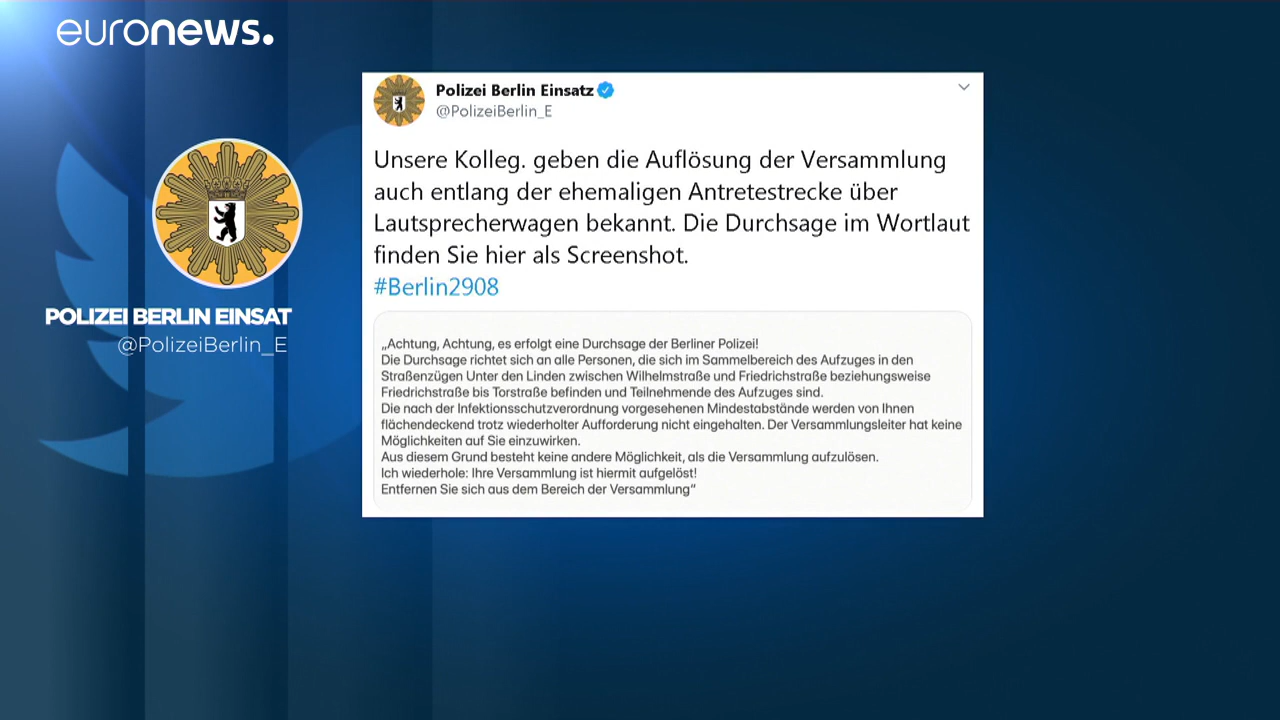 euronews.
POLIZEI BERLIN EINSAT
@PolizeiBerlin_E
Polizei Berlin Einsatz
@PolizeiBerlin_E
Unsere Kolleg. geben die Auflösung der Versammlung
auch entlang der ehemaligen Antretestrecke über
Lautsprecherwagen bekannt. Die Durchsage im Wortlaut
finden Sie hier als Screenshot.
#Berlin2908
„Achtung, Achtung, es erfolgt eine Durchsage der Berliner Polizei!
Die Durchsage richtet sich an alle Personen, die sich im Sammelbereich des Aufzuges in den
Straßenzügen Unter den Linden zwischen Wilhelmstraße und Friedrichstraße beziehungsweise
Friedrichstraße bis Torstraße befinden und Teilnehmende des Aufzuges sind.
Die nach der Infektionsschutzverordnung vorgesehenen Mindestabstände werden von Ihnen
flächendeckend trotz wiederholter Aufforderung nicht eingehalten. Der Versammlungsleiter hat keine
Möglichkeiten auf Sie einzuwirken.
Aus diesem Grund besteht keine andere Möglichkeit, als die Versammlung aufzulösen.
Ich wiederhole: Ihre Versammlung ist hiermit aufgelöst!
Entfernen Sie sich aus dem Bereich der Versammlung“